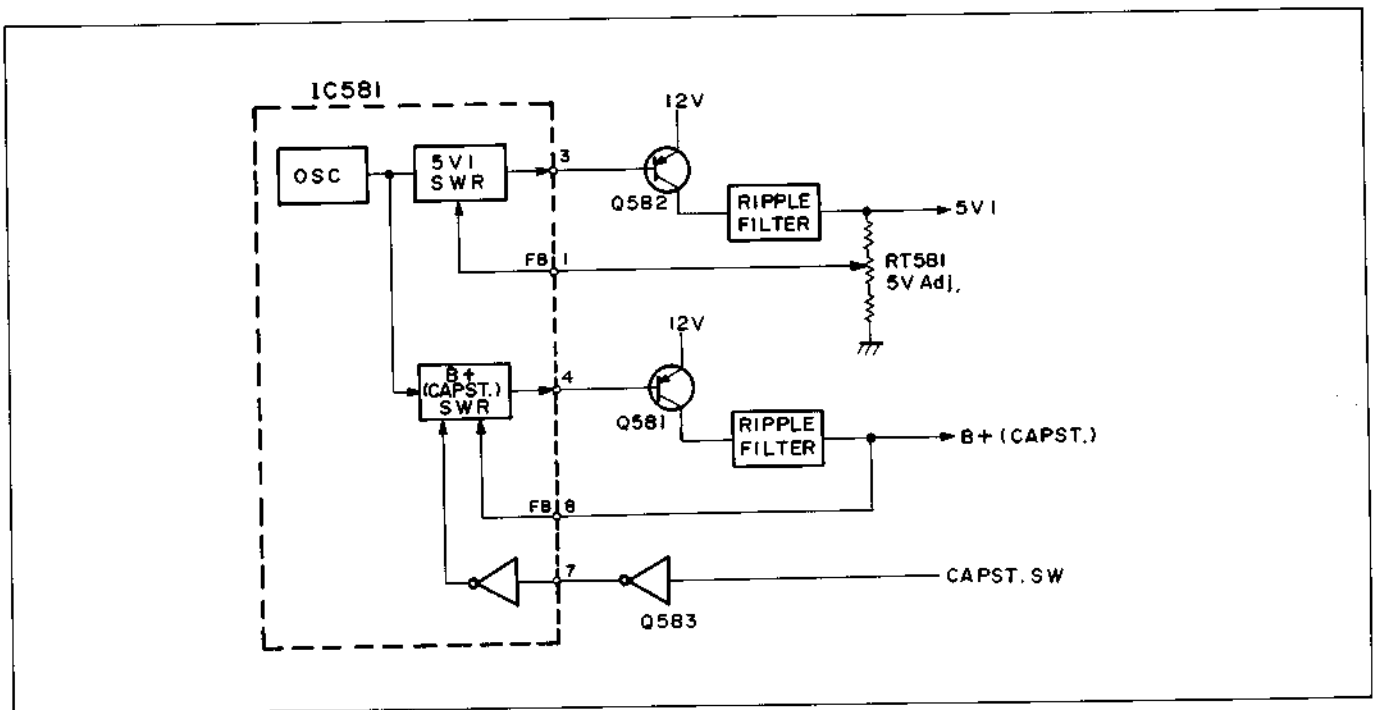 IC581
12V
OSC
5V1
SWR
3
Q582
RIPPLE
FILTER
5V1
FB 1
RT581
5V Adj.
12V
B+
(CAPST.)
SWR
4
Q581
RIPPLE
FILTER
B+ (CAPST.)
FB 8
7
CAPST. SW
Q583